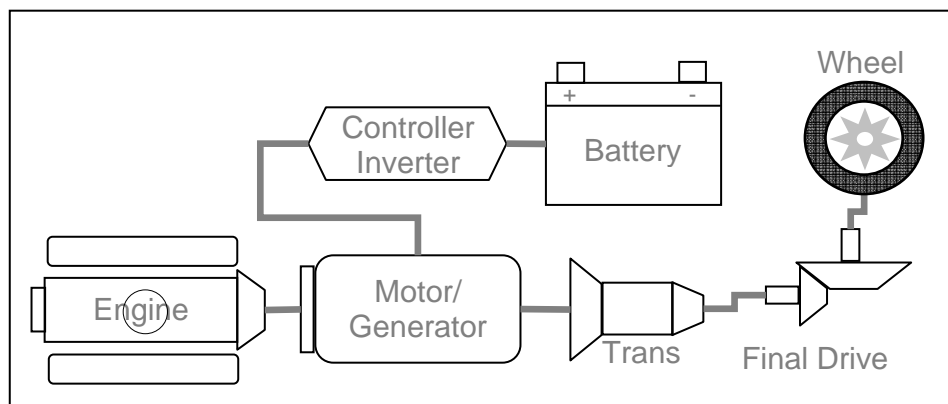 Wheel
+ -
Controller
Inverter
Battery
Engine
Motor/
Generator
Trans
Final Drive